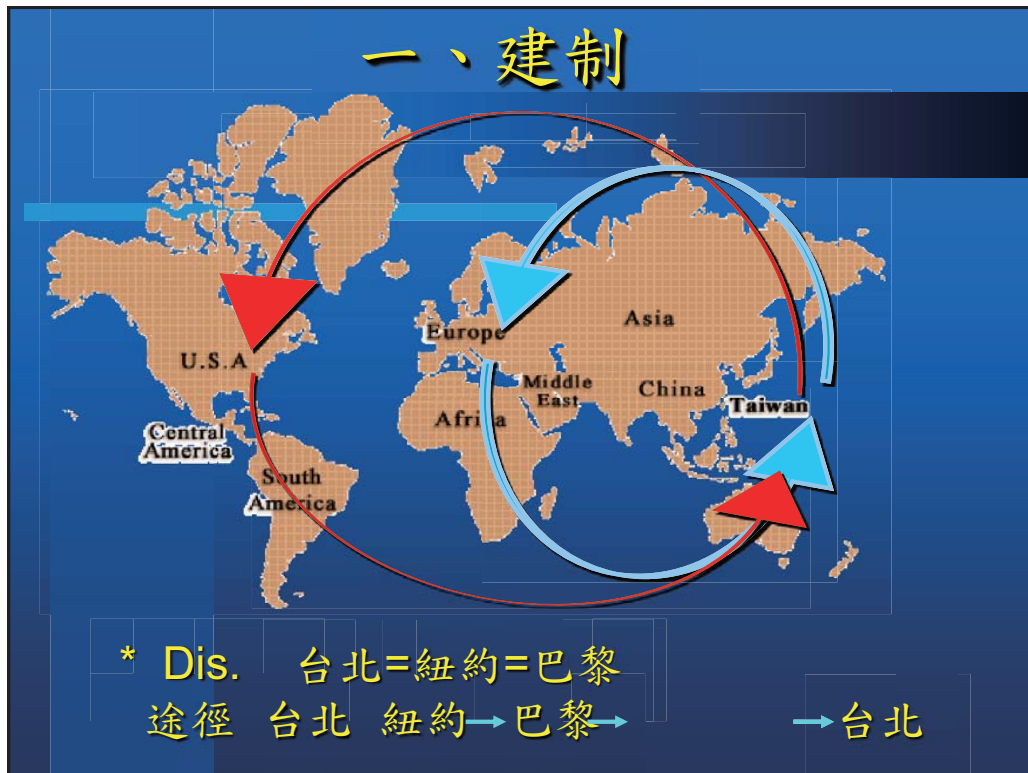 一、建制
Europe
Asia
U.S.A
Middle
East
China
Taiwan
Africa
Central
America
South
America
* Dis. 台北=紐約=巴黎
途徑 台北 紐約→巴黎→ →台北